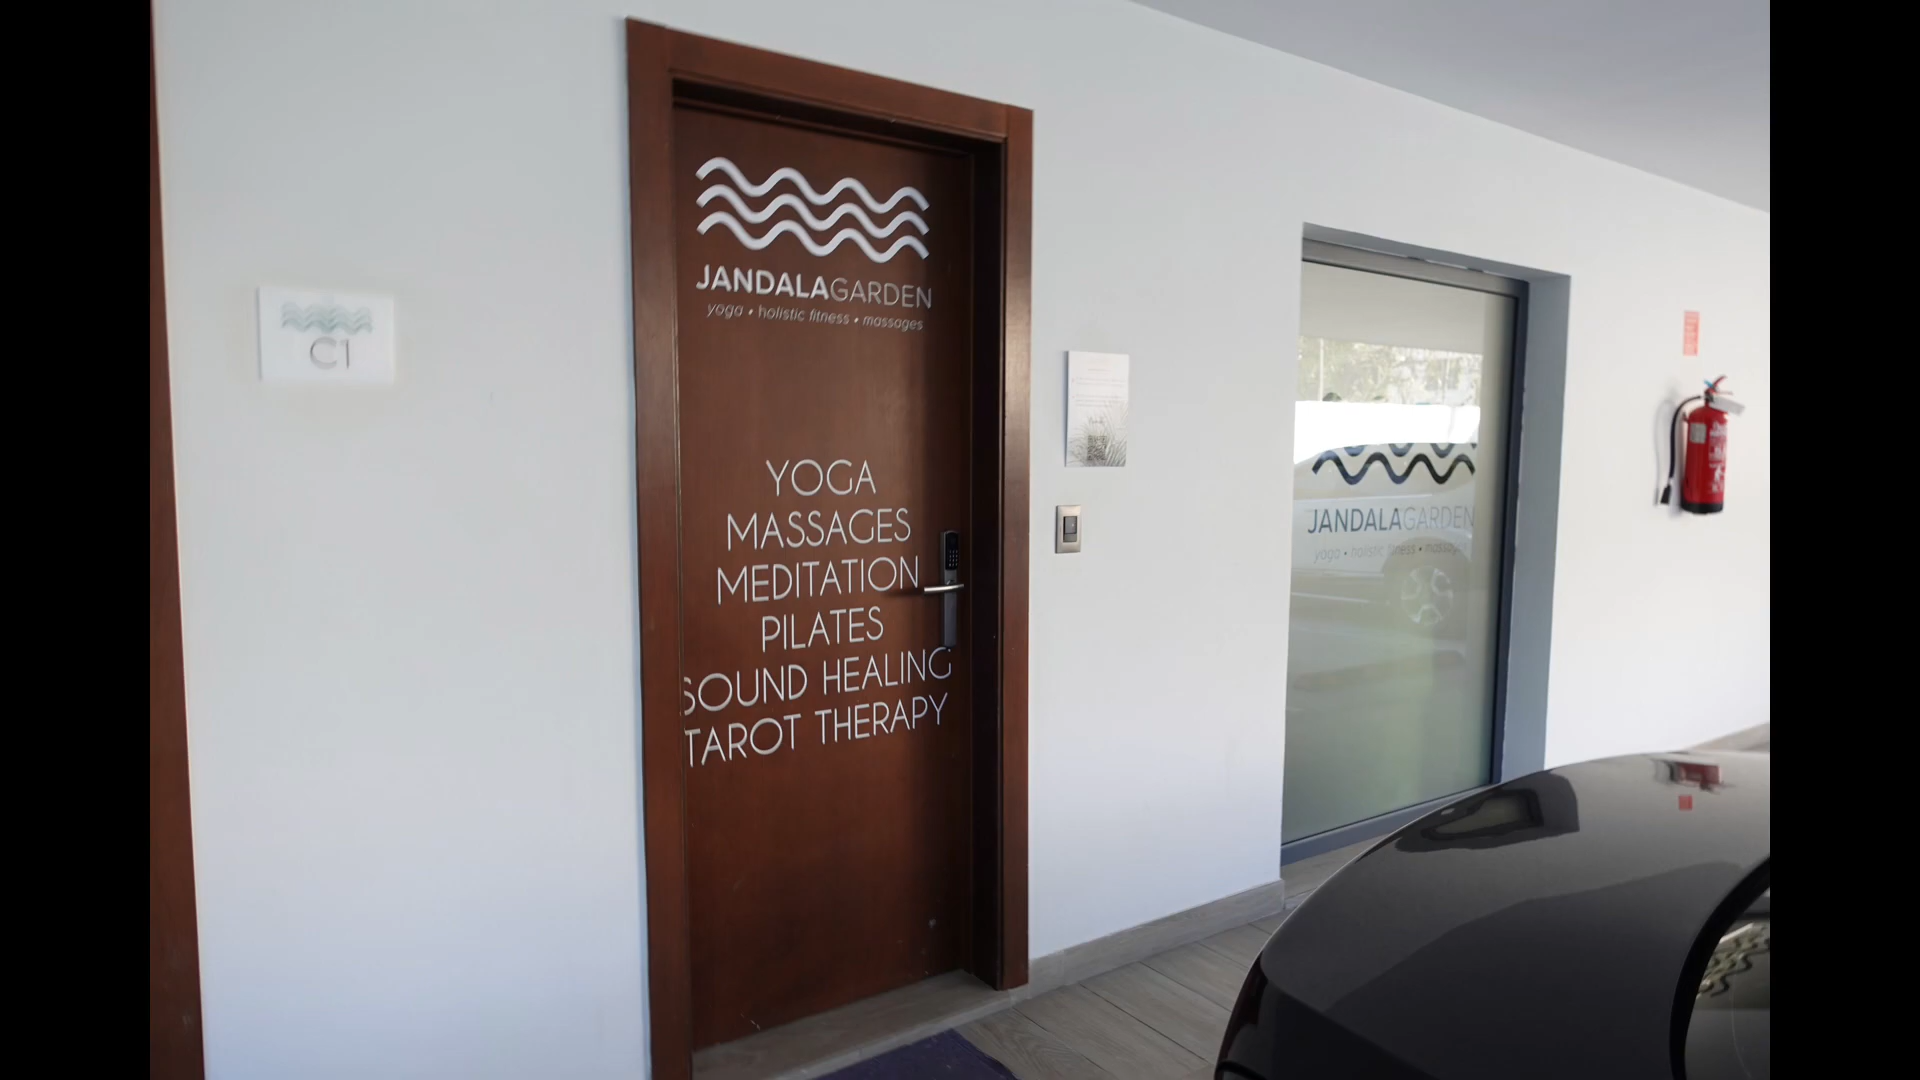 C1
JANDALAGARDEN
yoga • holistic fitness • massages
YOGA
MASSAGES
MEDITATION
PILATES
SOUND HEALING
TAROT THERAPY
JANDALAGARDEN
yoga • holistic fitness • massages